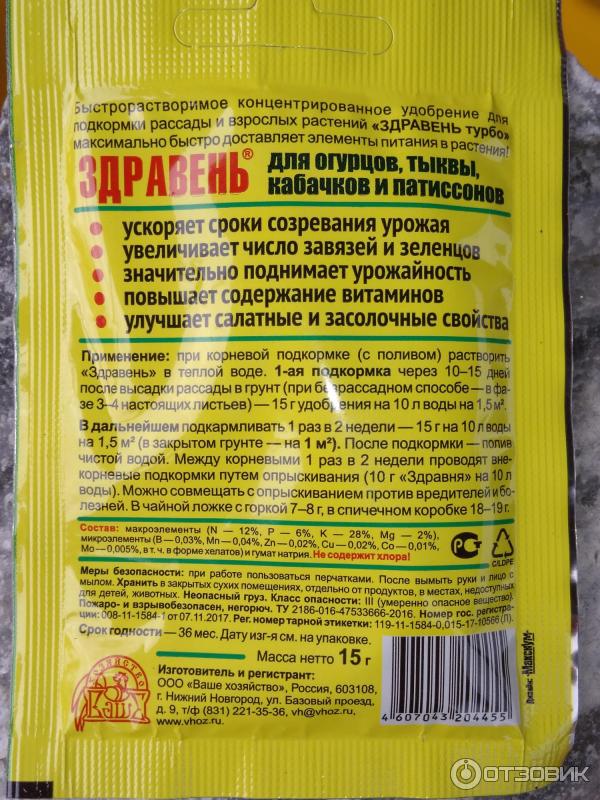 Быстрорастворимое концентрированное удобрение для
подкормки рассады и взрослых растений «ЗДРАВЕНЬ турбо»
максимально быстро доставляет элементы питания в растения!
ЗДРАВЕНЬ® для огурцов, тыквы,
кабачков и патиссонов
• ускоряет сроки созревания урожая
• увеличивает число завязей и зеленцов
• значительно поднимает урожайность
• повышает содержание витаминов
• улучшает салатные и засолочные свойства
Применение: при корневой подкормке (с поливом) растворить
«Здравень» в теплой воде. 1-ая подкормка через 10–15 дней
после высадки рассады в грунт (при безрассадном способе – в фа-
зе 3–4 настоящих листьев) — 15 г удобрения на 10 л воды на 1,5 м².
В дальнейшем подкармливать 1 раз в 2 недели — 15 г на 10 л воды
на 1,5 м² (в закрытом грунте — на 1 м²). После подкормки — полив
чистой водой. Между корневыми 1 раз в 2 недели проводят вне-
корневые подкормки путем опрыскивания (10 г «Здравня» на 10 л
воды). Можно совмещать с опрыскиванием против вредителей и бо-
лезней. В чайной ложке с горкой 7–8 г, в спичечном коробке 18–19 г.
Состав: макроэлементы (N — 12%, P — 6%, K — 28%, Mg — 2%),
микроэлементы (B — 0,03%, Mn — 0,04%, Zn — 0,02%, Cu — 0,02%, Co — 0,01%,
Mo — 0,005%, в т. ч. в форме хелатов) и гумат натрия. Не содержит хлора!
C/LDPE
Меры безопасности: при работе пользоваться перчатками. После вымыть руки и лицо с
мылом. Хранить в закрытых сухих помещениях, отдельно от продуктов, в местах, недоступных
для детей, животных. Неопасный груз. Класс опасности: III (умеренно опасное вещество).
Пожаро- и взрывобезопасен, негорюч. ТУ 2186-016-47533666-2016. Номер гос. регистра-
ции: 008-11-1584-1 от 07.11.2017. Рег. номер тарной этикетки: 119-11-1584-0,015-17-10566 (Л).
Срок годности — 36 мес. Дату изг-я см. на упаковке.
Масса нетто 15 г
ХОЗЯЙСТВО
ВАШЕ
Изготовитель и регистрант:
ООО «Ваше хозяйство», Россия, 603108,
г. Нижний Новгород, ул. Базовый проезд,
д. 9, т/ф (831) 221-35-36, vh@vhoz.ru,
www.vhoz.ru
4 607043 204455
Дизайн: Максиум
ОТЗОВИК